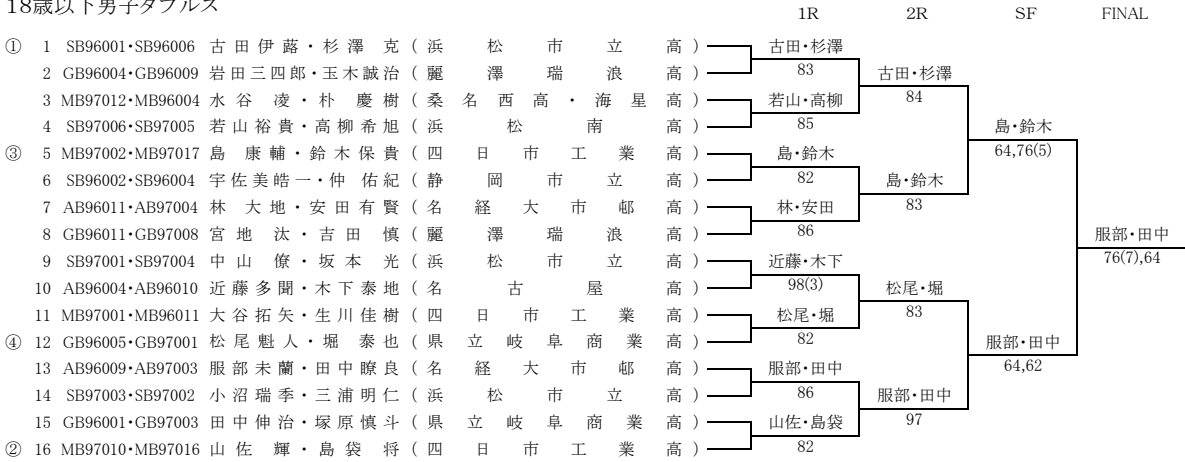 18歳以下男子ダブルス
1R 2R SF FINAL
① 1 SB96001・SB96006 古田伊蕗・杉澤 克(浜松市立高)
2 GB96004・GB96009 岩田三四郎・玉木誠治(麗澤瑞浪高)
3 MB97012・MB96004 水谷 凌・朴 慶樹(桑名西高・海星高)
4 SB97006・SB97005 若山裕貴・高柳希旭(浜松南高)
③ 5 MB97002・MB97017 島 康輔・鈴木保貴(四日市工業高)
6 SB96002・SB96004 宇佐美皓一・仲 佑紀(静岡市立高)
7 AB96011・AB97004 林 大地・安田有賢(名経大市邨高)
8 GB96011・GB97008 宮地 汰・吉田 慎(麗澤瑞浪高)
9 SB97001・SB97004 中山 僚・坂本 光(浜松市立高)
10 AB96004・AB96010 近藤多聞・木下泰地(名古屋高)
11 MB97001・MB96011 大谷拓矢・生川佳樹(四日市工業高)
④ 12 GB96005・GB97001 松尾魁人・堀 泰也(県立岐阜商業高)
13 AB96009・AB97003 服部未蘭・田中瞭良(名経大市邨高)
14 SB97003・SB97002 小沼瑞季・三浦明仁(浜松市立高)
15 GB96001・GB97003 田中伸治・塚原慎斗(県立岐阜商業高)
② 16 MB97010・MB97016 山佐 輝・島袋 将(四日市工業高)
古田・杉澤
83
若山・高柳
85
島・鈴木
82
林・安田
86
近藤・木下
98(3)
松尾・堀
82
服部・田中
86
山佐・島袋
82
古田・杉澤
84
島・鈴木
83
松尾・堀
83
服部・田中
97
島・鈴木
64,76(5)
服部・田中
64,62
服部・田中
76(7),64